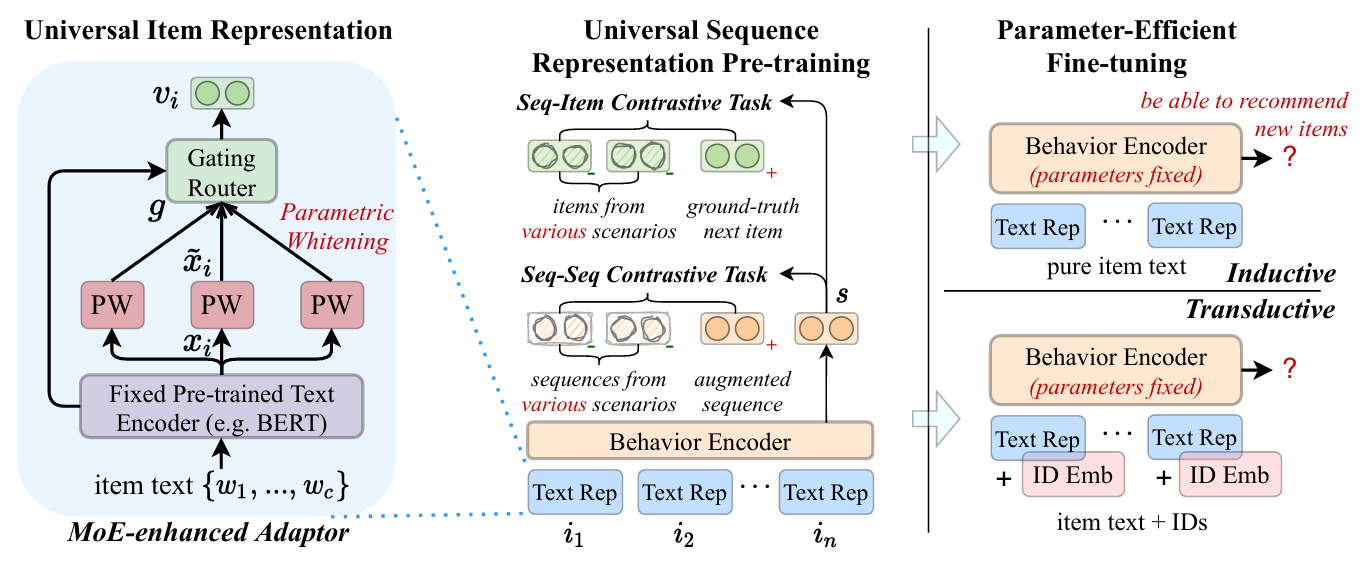 Universal Item Representation
v_i
Gating
Router
g
Parametric
Whitening
x̃_i
PW PW PW
x_i
Fixed Pre-trained Text
Encoder (e.g. BERT)
item text {w_1, ..., w_c}
MoE-enhanced Adaptor
Universal Sequence
Representation Pre-training
Seq-Item Contrastive Task
- - +
items from
various scenarios
ground-truth
next item
Seq-Seq Contrastive Task
s
- - +
sequences from
various scenarios
augmented
sequence
Behavior Encoder
Text Rep Text Rep ... Text Rep
i_1 i_2 i_n
Parameter-Efficient
Fine-tuning
be able to recommend
new items
Behavior Encoder
(parameters fixed)
?
Text Rep ... Text Rep
pure item text
Inductive
Transductive
Behavior Encoder
(parameters fixed)
?
Text Rep ... Text Rep
+ ID Emb + ID Emb
item text + IDs